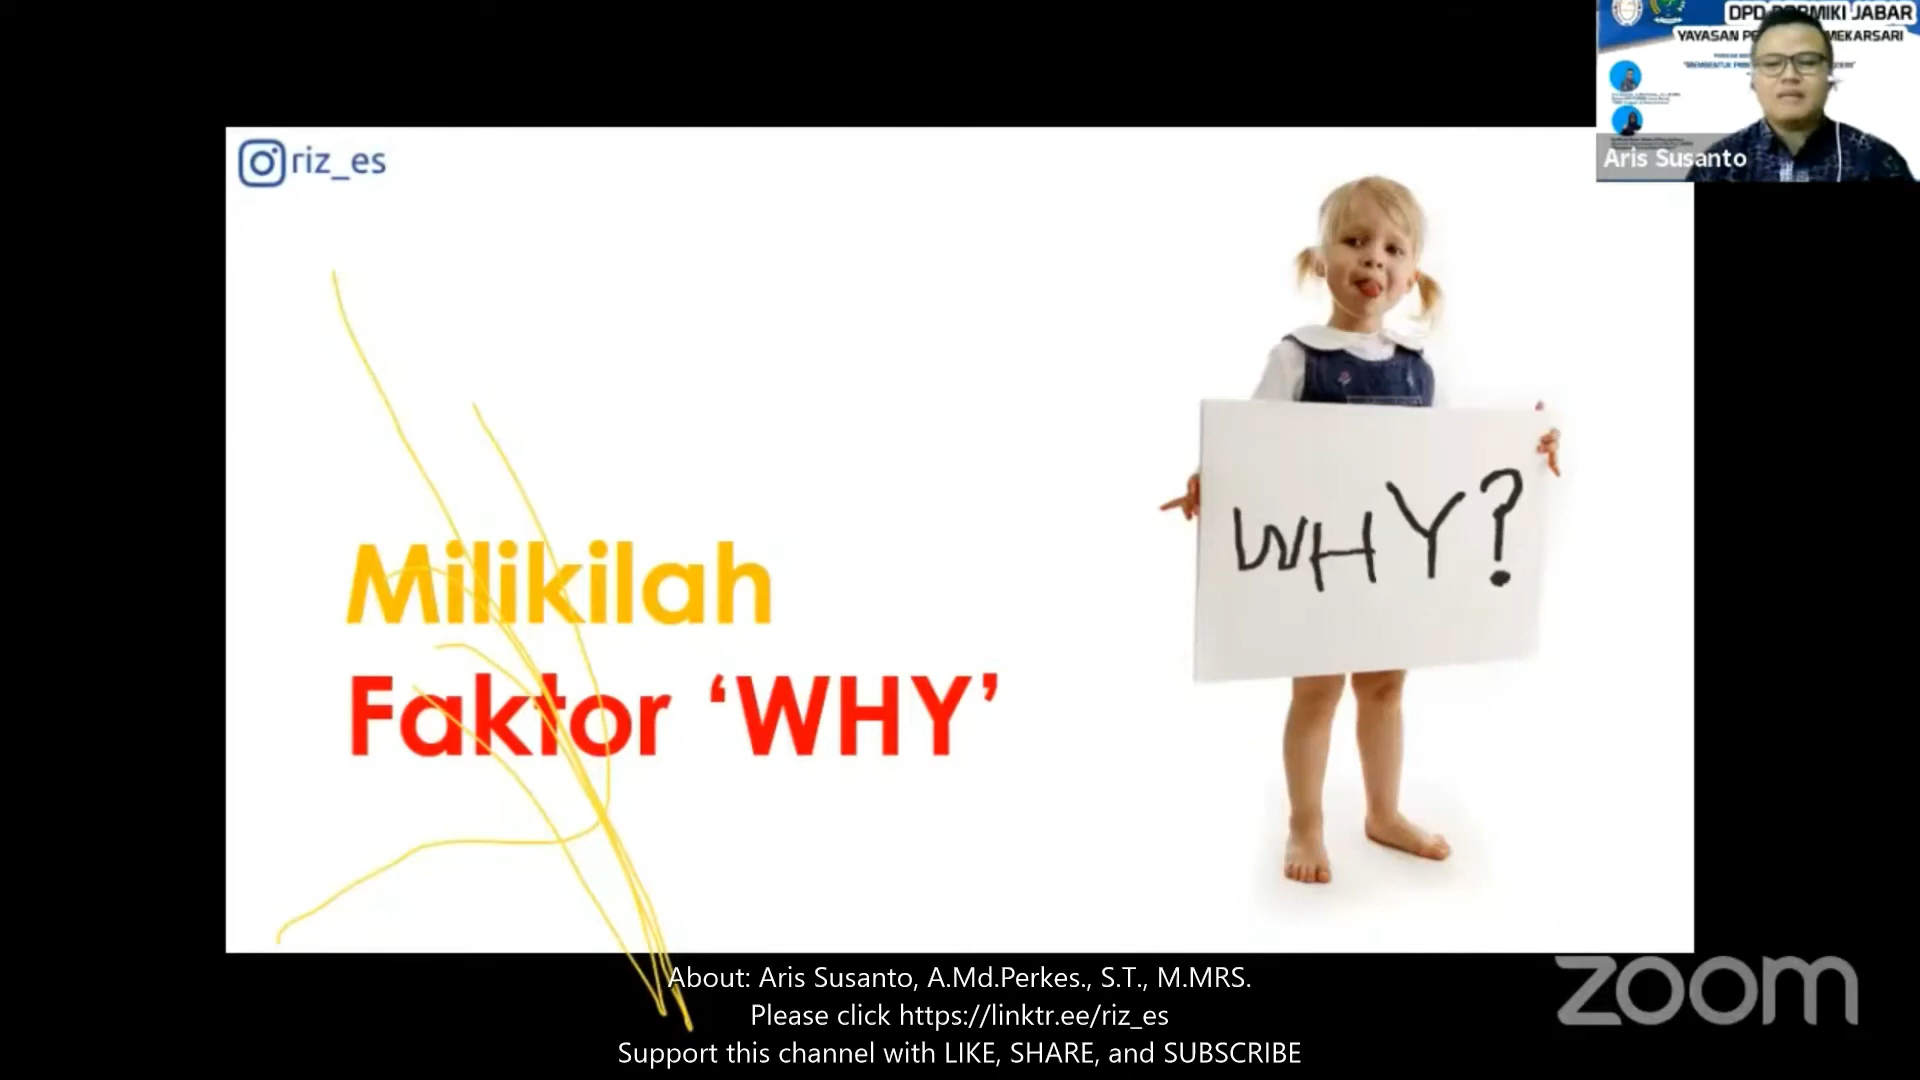 DPD PORMIKI JABAR
YAYASAN MEKARSARI
Aris Susanto
riz_es
WHY?
Milikilah
Faktor ‘WHY’
About: Aris Susanto, A.Md.Perkes., S.T., M.MRS.
Please click https://linktr.ee/riz_es
Support this channel with LIKE, SHARE, and SUBSCRIBE
zoom